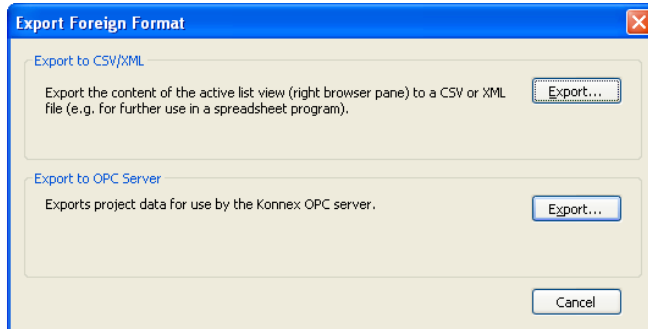 Export Foreign Format
Export to CSV/XML
Export the content of the active list view (right browser pane) to a CSV or XML
file (e.g. for further use in a spreadsheet program).
Export...
Export to OPC Server
Exports project data for use by the Konnex OPC server.
Export...
Cancel